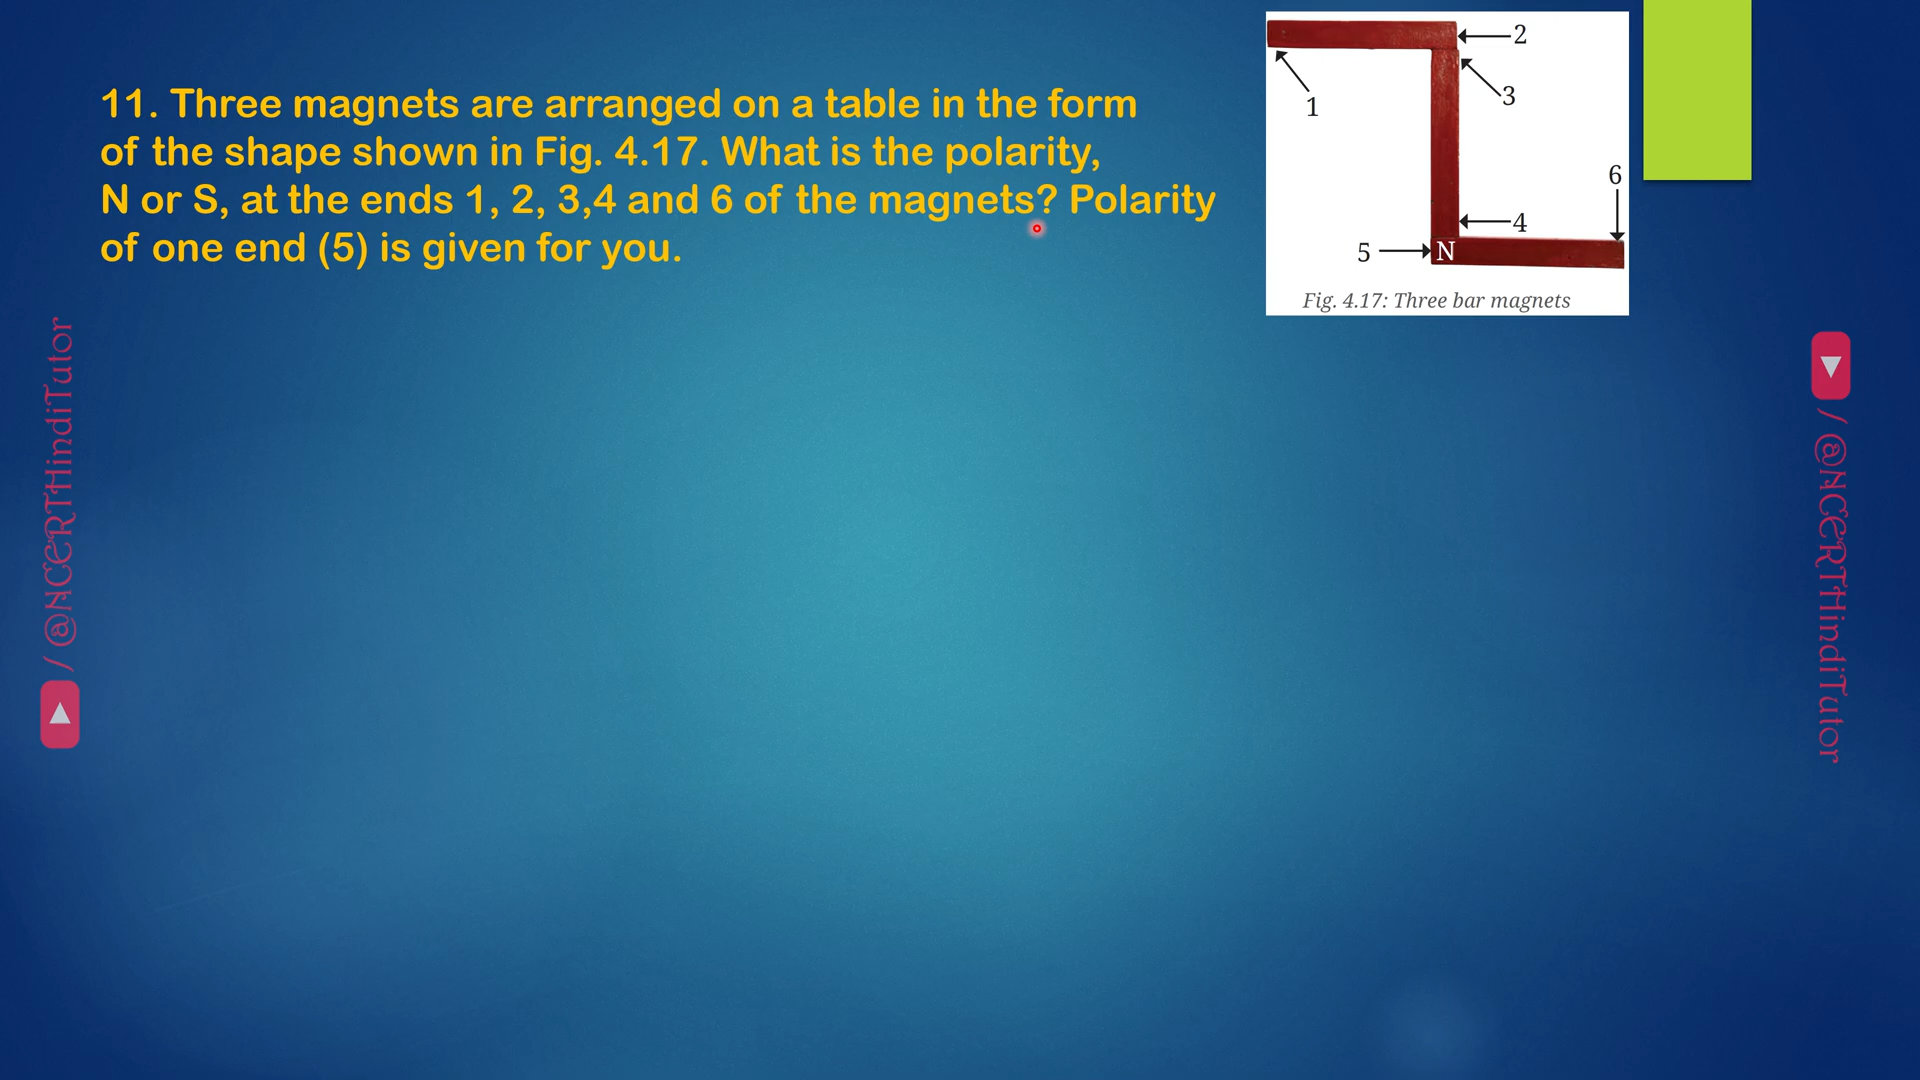 11. Three magnets are arranged on a table in the form
of the shape shown in Fig. 4.17. What is the polarity,
N or S, at the ends 1, 2, 3,4 and 6 of the magnets? Polarity
of one end (5) is given for you.
2
3
1
6
4
5
N
Fig. 4.17: Three bar magnets
/ @NCERTHindiTutor
/ @NCERTHindiTutor